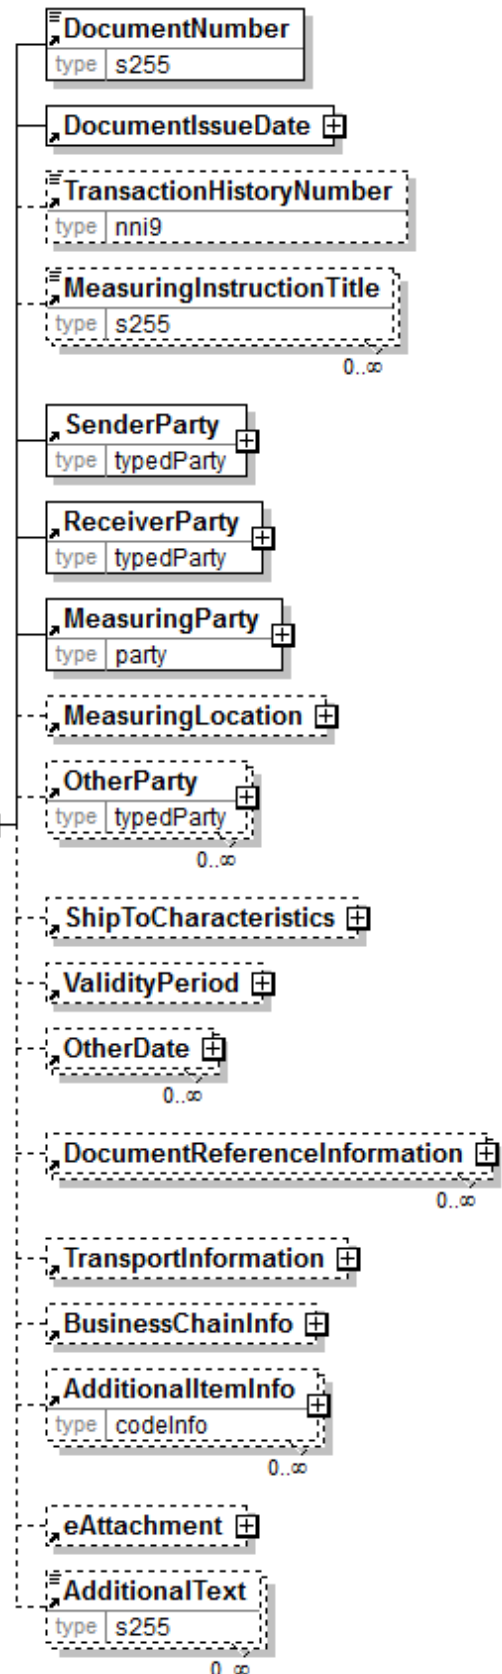 DocumentNumber
type s255
DocumentIssueDate
TransactionHistoryNumber
type nni9
MeasuringInstructionTitle
type s255
0..∞
SenderParty
type typedParty
ReceiverParty
type typedParty
MeasuringParty
type party
MeasuringLocation
OtherParty
type typedParty
0..∞
ShipToCharacteristics
ValidityPeriod
OtherDate
0..∞
DocumentReferenceInformation
0..∞
TransportInformation
BusinessChainInfo
AdditionalItemInfo
type codeInfo
0..∞
eAttachment
AdditionalText
type s255
0..∞